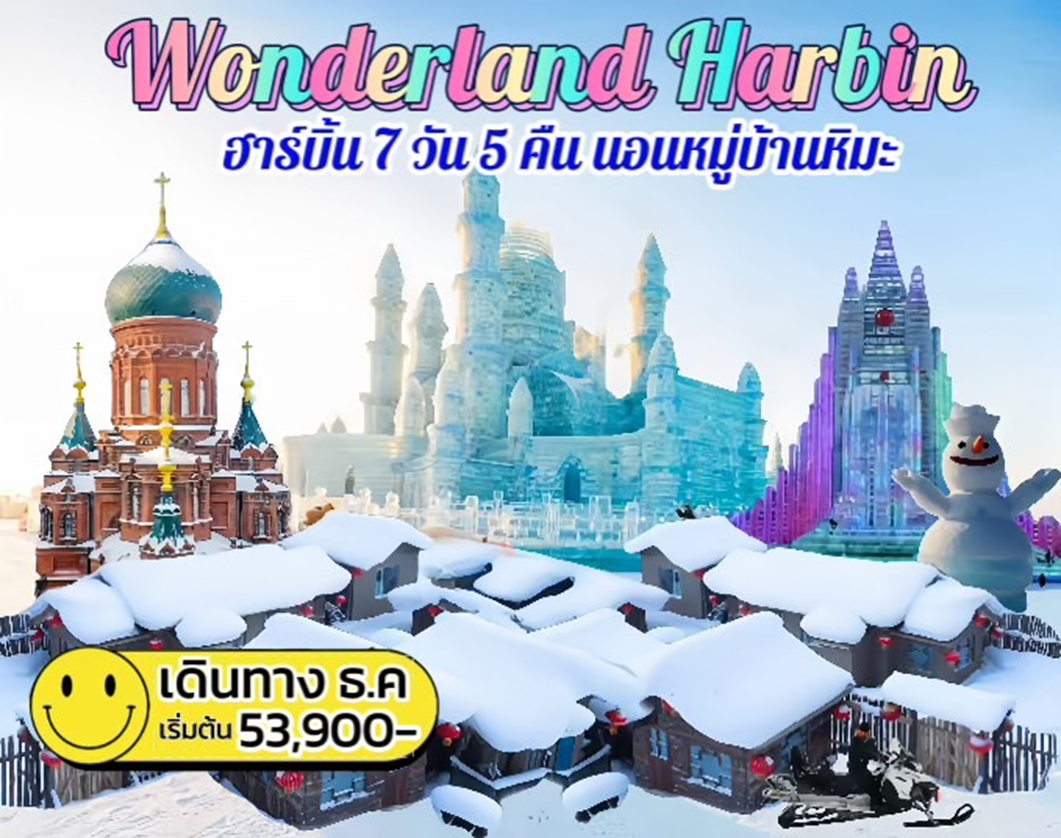 Wonderland Harbin
ฮาร์บิ้น 7 วัน 5 คืน นอนหมู่บ้านหิมะ
เดินทาง ธ.ค
เริ่มต้น 53,900-